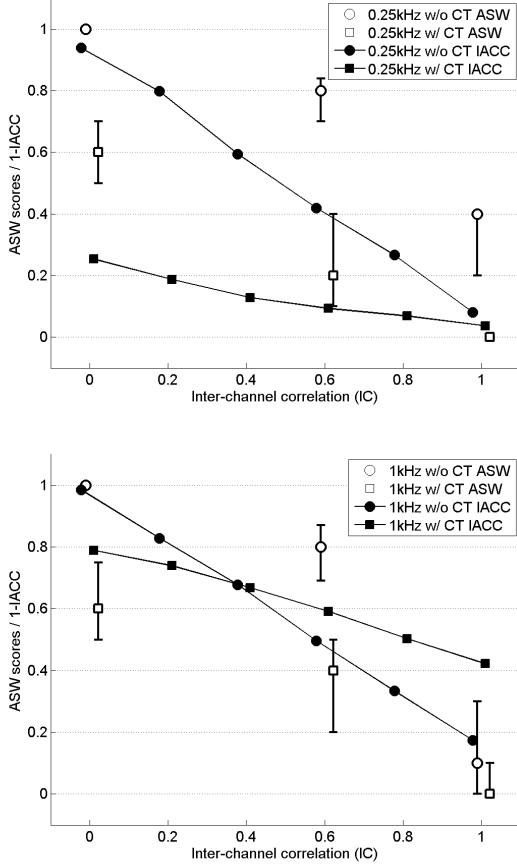 0.25kHz w/o CT ASW
0.25kHz w/ CT ASW
0.25kHz w/o CT IACC
0.25kHz w/ CT IACC
ASW scores / 1-IACC
1
0.8
0.6
0.4
0.2
0
0 0.2 0.4 0.6 0.8 1
Inter-channel correlation (IC)
1kHz w/o CT ASW
1kHz w/ CT ASW
1kHz w/o CT IACC
1kHz w/ CT IACC
ASW scores / 1-IACC
1
0.8
0.6
0.4
0.2
0
0 0.2 0.4 0.6 0.8 1
Inter-channel correlation (IC)